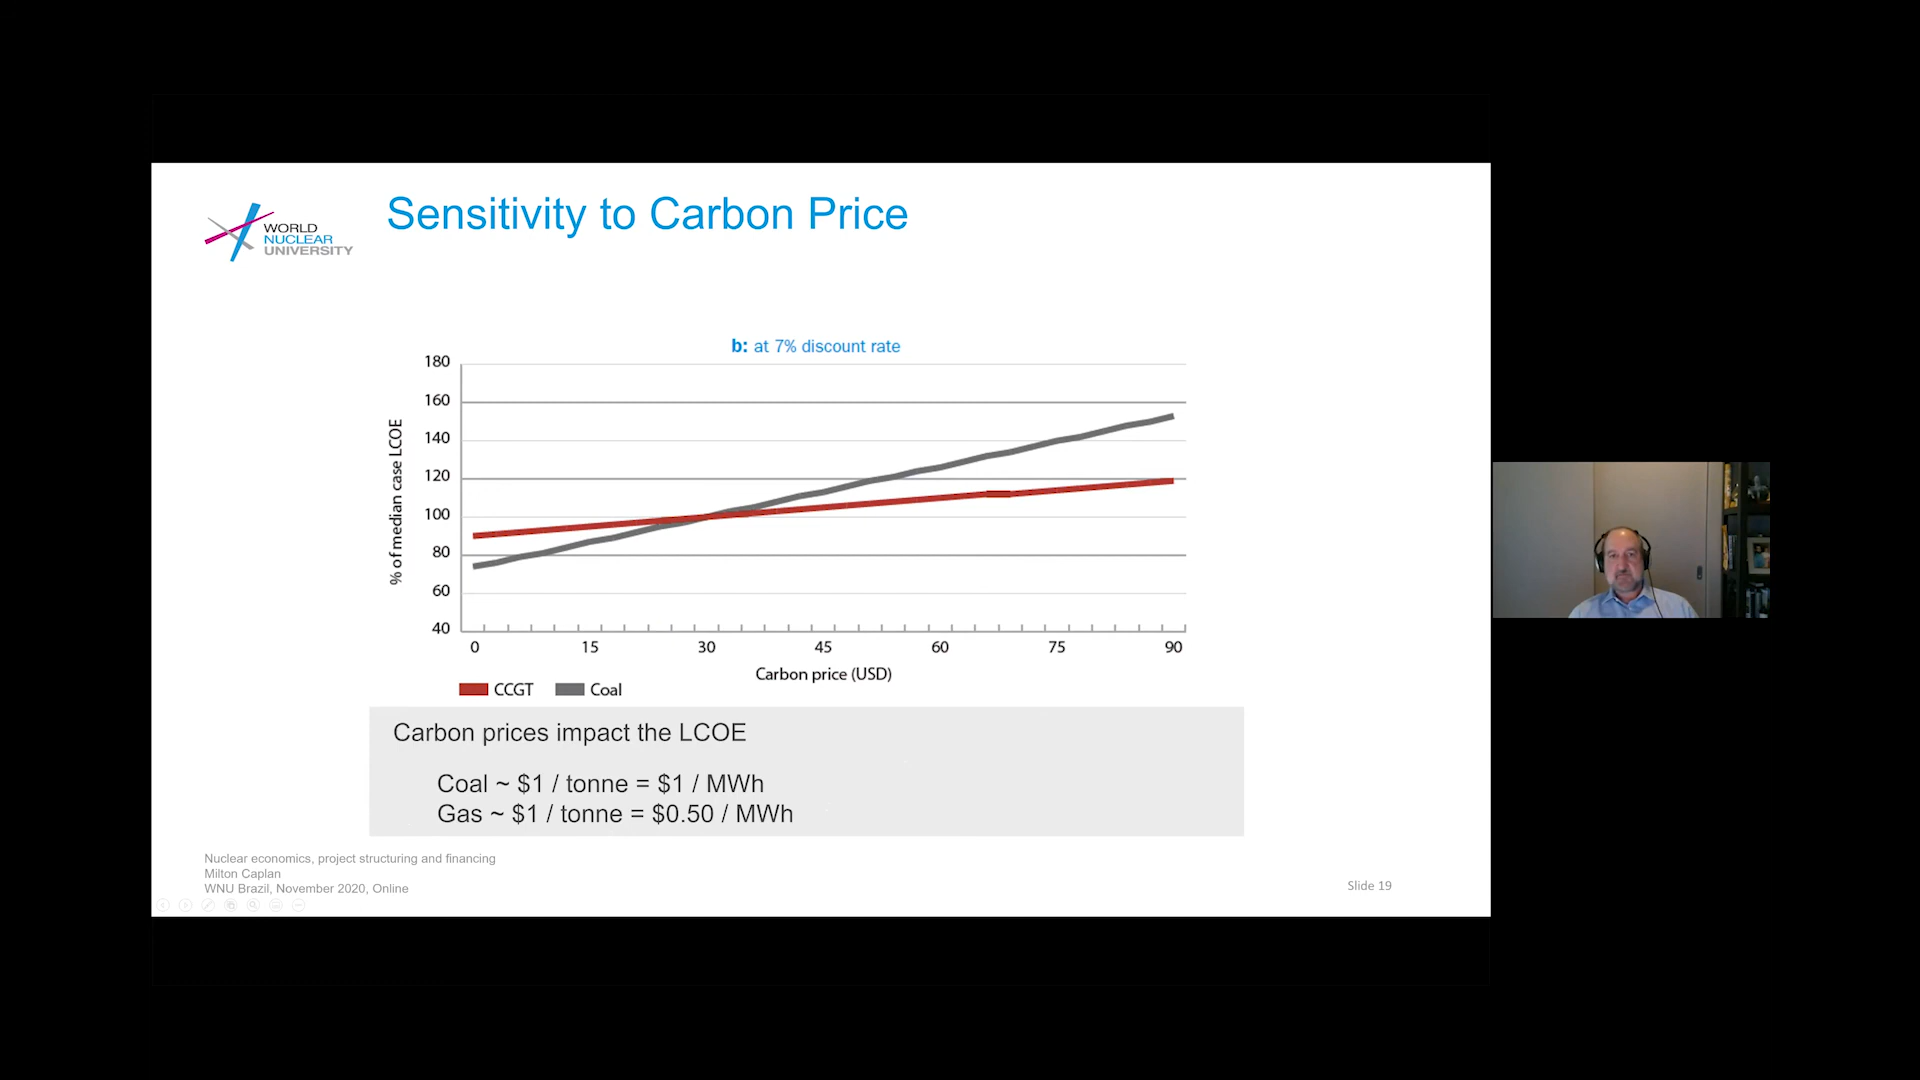 WORLD
NUCLEAR
UNIVERSITY
Sensitivity to Carbon Price
b: at 7% discount rate
% of median case LCOE
180
160
140
120
100
80
60
40
0 15 30 45 60 75 90
Carbon price (USD)
CCGT Coal
Carbon prices impact the LCOE
Coal ~ $1 / tonne = $1 / MWh
Gas ~ $1 / tonne = $0.50 / MWh
Nuclear economics, project structuring and financing
Milton Caplan
WNU Brazil, November 2020, Online
Slide 19